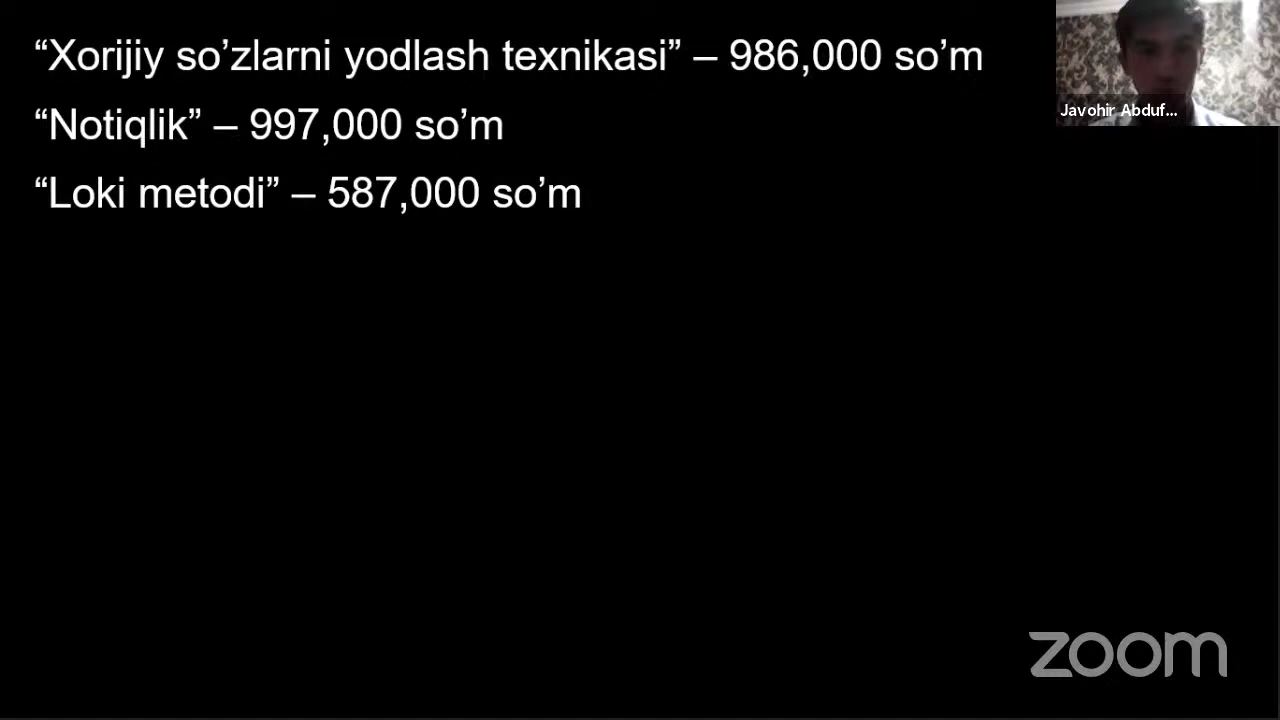 “Xorijiy so’zlarni yodlash texnikasi” – 986,000 so’m
“Notiqlik” – 997,000 so’m
“Loki metodi” – 587,000 so’m
Javohir Abduf...
zoom